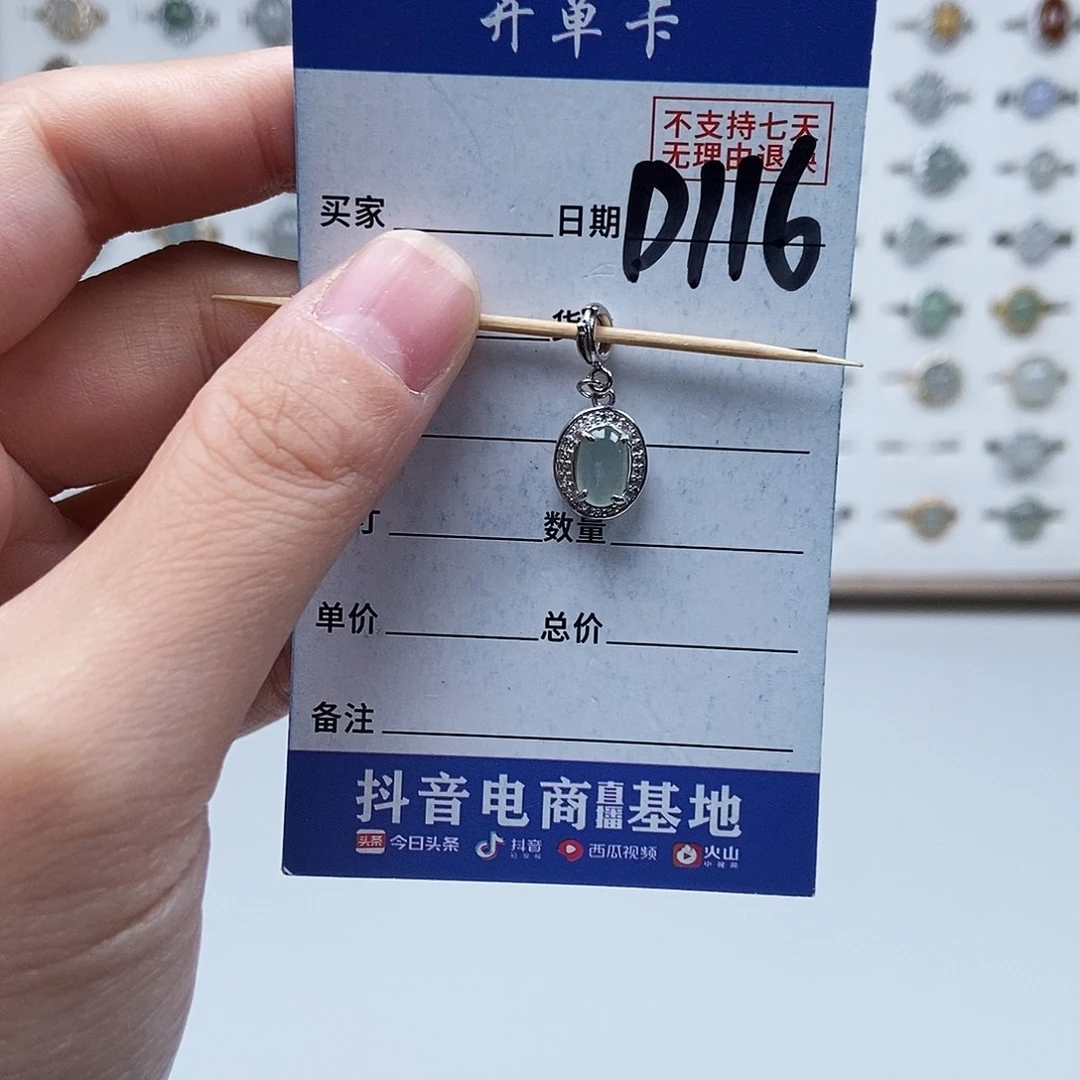 开单卡
不支持七天
无理由退换
买家 日期 D116
货
数量
单价 总价
备注
抖音电商直播基地
头条 今日头条 抖音 西瓜视频 火山